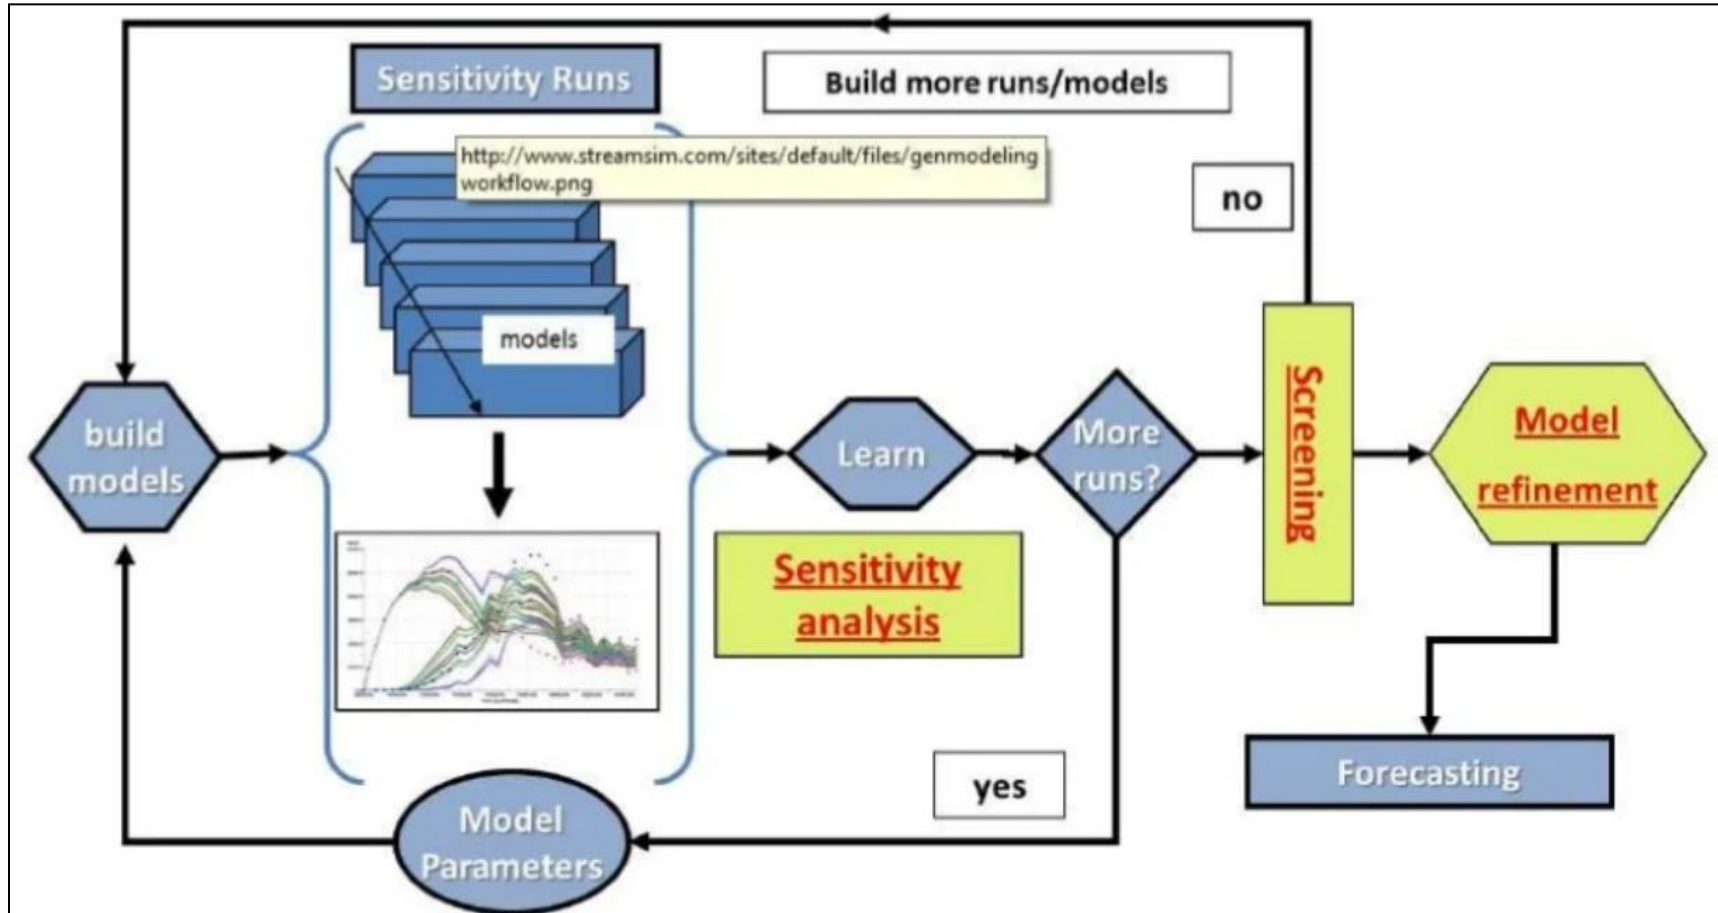 Sensitivity Runs
Build more runs/models
http://www.streamsim.com/sites/default/files/genmodeling
workflow.png
no
models
build
models
Learn
More
runs?
Screening
Model
refinement
Sensitivity
analysis
yes
Forecasting
Model
Parameters